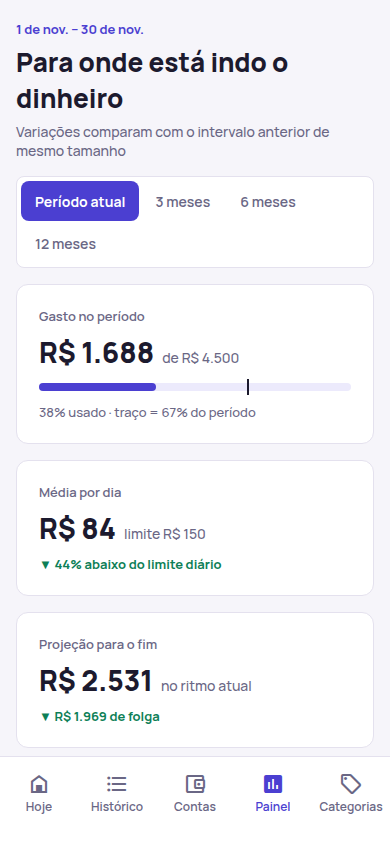 1 de nov. – 30 de nov.
Para onde está indo o
dinheiro
Variações comparam com o intervalo anterior de
mesmo tamanho
Período atual 3 meses 6 meses
12 meses
Gasto no período
R$ 1.688 de R$ 4.500
38% usado · traço = 67% do período
Média por dia
R$ 84 limite R$ 150
▼ 44% abaixo do limite diário
Projeção para o fim
R$ 2.531 no ritmo atual
▼ R$ 1.969 de folga
Hoje Histórico Contas Painel Categorias